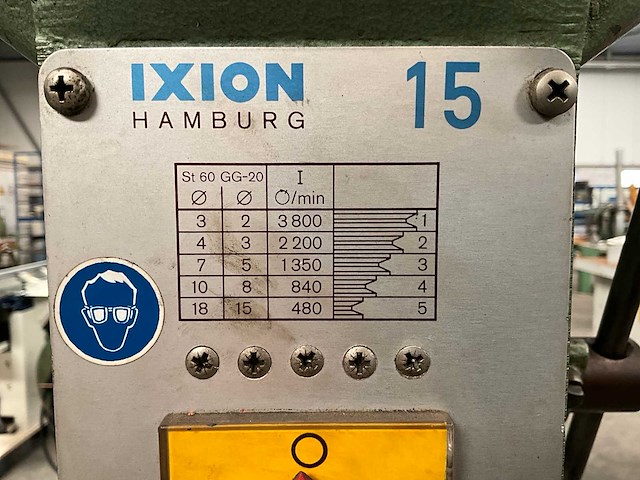 IXION 15
HAMBURG
St 60 GG-20 I
Ø Ø /min
3 2 3800 1
4 3 2200 2
7 5 1350 3
10 8 840 4
18 15 480 5
O